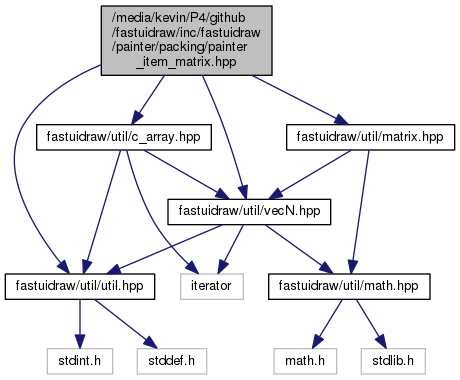 /media/kevin/P4/github
/fastuidraw/inc/fastuidraw
/painter/packing/painter
_item_matrix.hpp
fastuidraw/util/c_array.hpp
fastuidraw/util/matrix.hpp
fastuidraw/util/vecN.hpp
fastuidraw/util/util.hpp
iterator
fastuidraw/util/math.hpp
stdint.h
stddef.h
math.h
stdlib.h